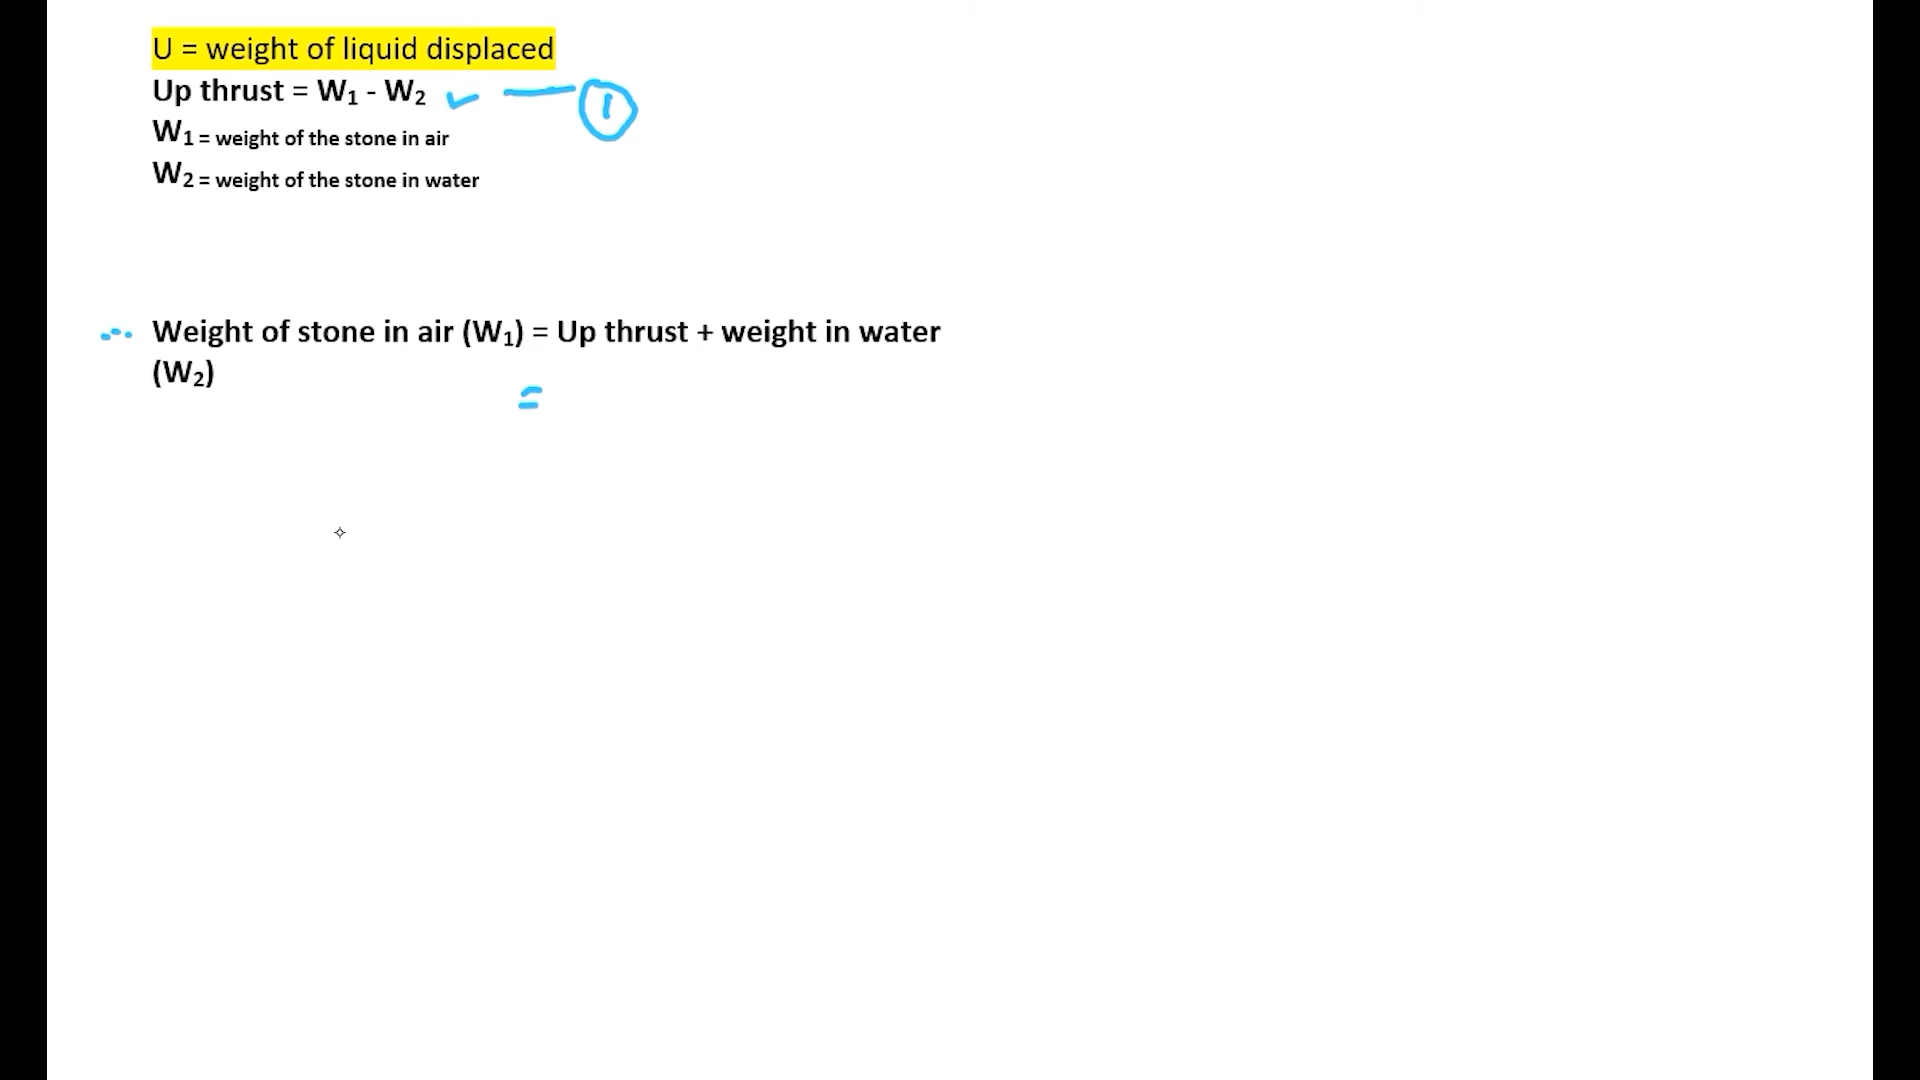 U = weight of liquid displaced
Up thrust = W₁ - W₂ ✓ — ①
W₁ = weight of the stone in air
W₂ = weight of the stone in water
∴ Weight of stone in air (W₁) = Up thrust + weight in water
(W₂)
=